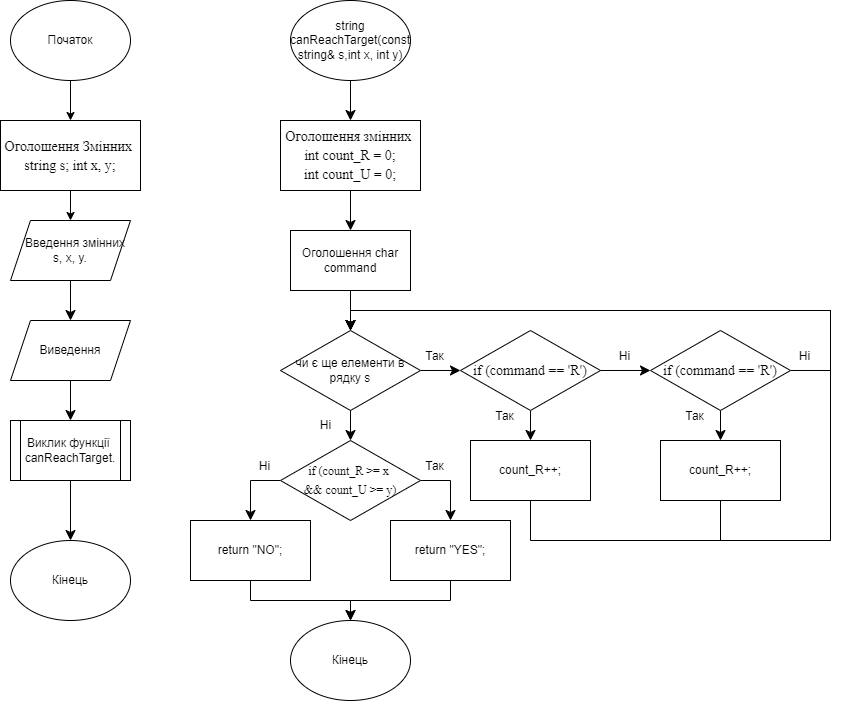 Початок
Оголошення Змінних
string s; int x, y;
Введення змінних
s, x, y.
Виведення
Виклик функції
canReachTarget.
Кінець
string
canReachTarget(const
string& s,int x, int y)
Оголошення змінних
int count_R = 0;
int count_U = 0;
Оголошення char
command
чи є ще елементи в
рядку s
Так
if (command == 'R')
Ні
if (command == 'R')
Ні
Так
count_R++;
Так
count_R++;
Ні
if (count_R >= x
&& count_U >= y)
Ні
Так
return "NO";
return "YES";
Кінець